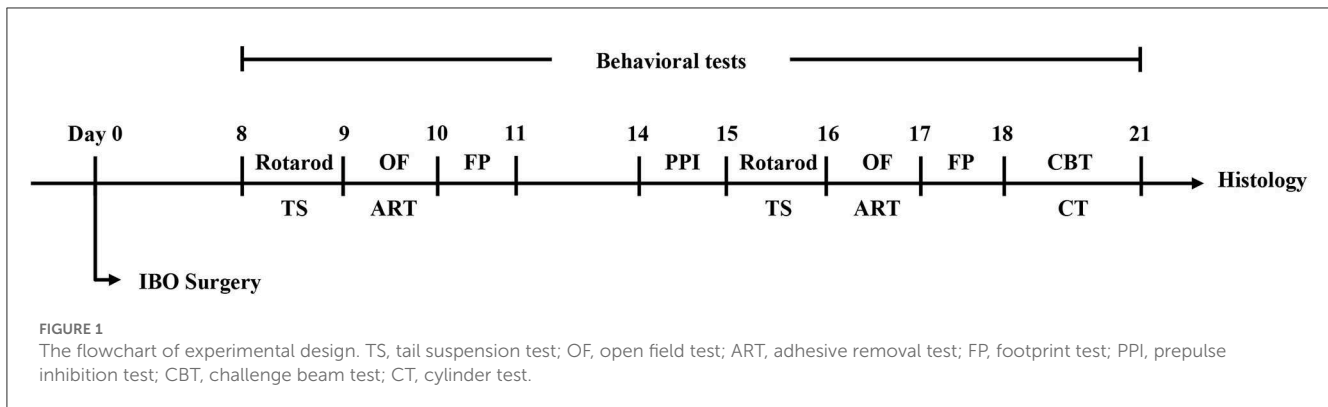 Behavioral tests
Day 0 8 9 10 11 14 15 16 17 18 21
Rotarod OF FP PPI Rotarod OF FP CBT
Histology
TS ART TS ART CT
IBO Surgery
FIGURE 1
The flowchart of experimental design. TS, tail suspension test; OF, open field test; ART, adhesive removal test; FP, footprint test; PPI, prepulse
inhibition test; CBT, challenge beam test; CT, cylinder test.